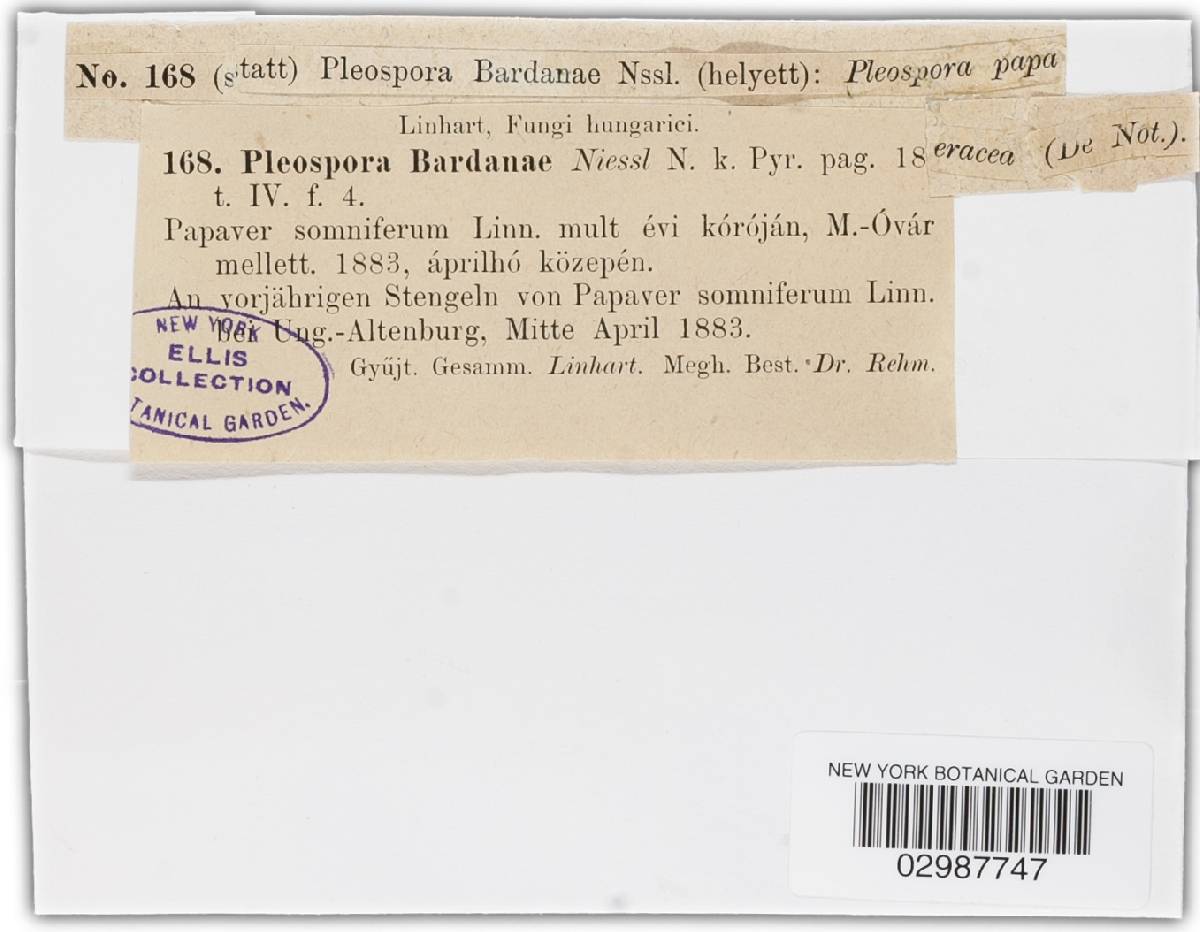 No. 168 (statt) Pleospora Bardanae Nssl. (helyett): Pleospora papa
eracea (De Not.).
Linhart, Fungi hungarici.
168. Pleospora Bardanae Niessl N. k. Pyr. pag. 18
t. IV. f. 4.
Papaver somniferum Linn. mult évi kóróján, M.-Óvár
mellett. 1883, áprilhó közepén.
An vorjährigen Stengeln von Papaver somniferum Linn.
bei Ung.-Altenburg, Mitte April 1883.
Gyűjt. Gesamm. Linhart. Megh. Best. Dr. Rehm.
NEW YORK
ELLIS
COLLECTION
TANICAL GARDEN.
NEW YORK BOTANICAL GARDEN
02987747